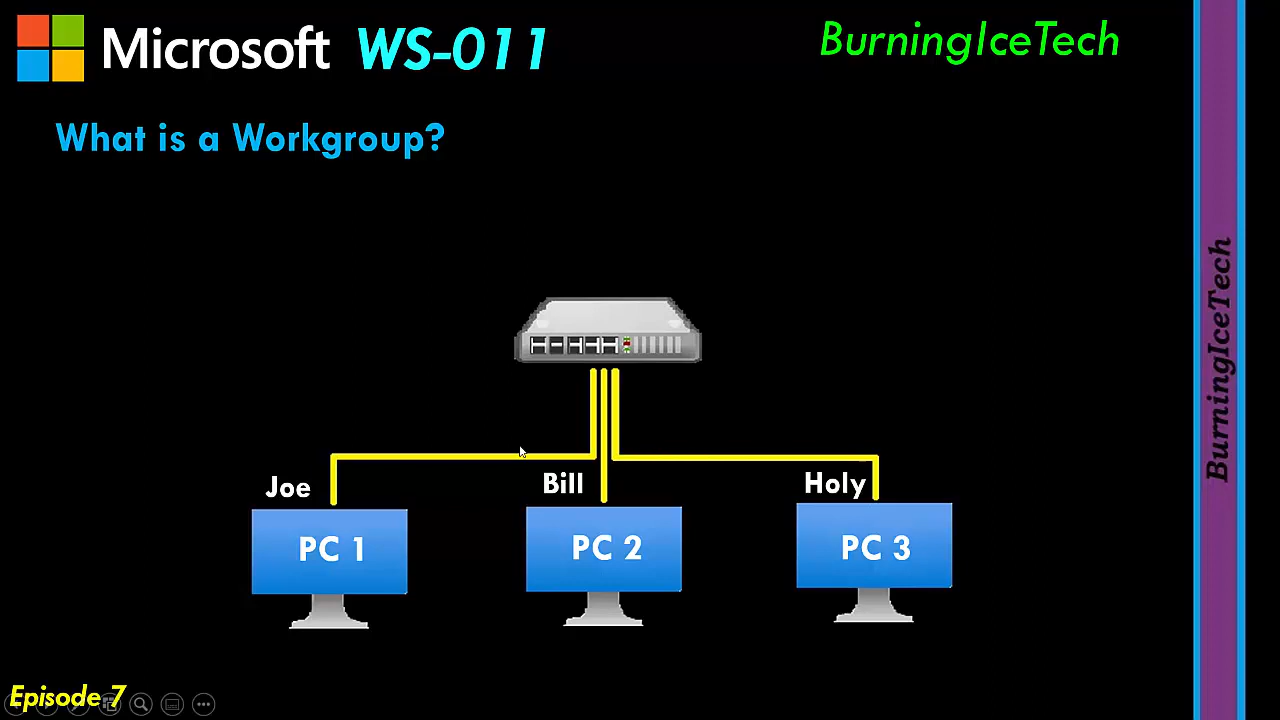 Microsoft WS-011
BurningIceTech
What is a Workgroup?
Joe
Bill
Holy
PC 1
PC 2
PC 3
BurningIceTech
Episode 7